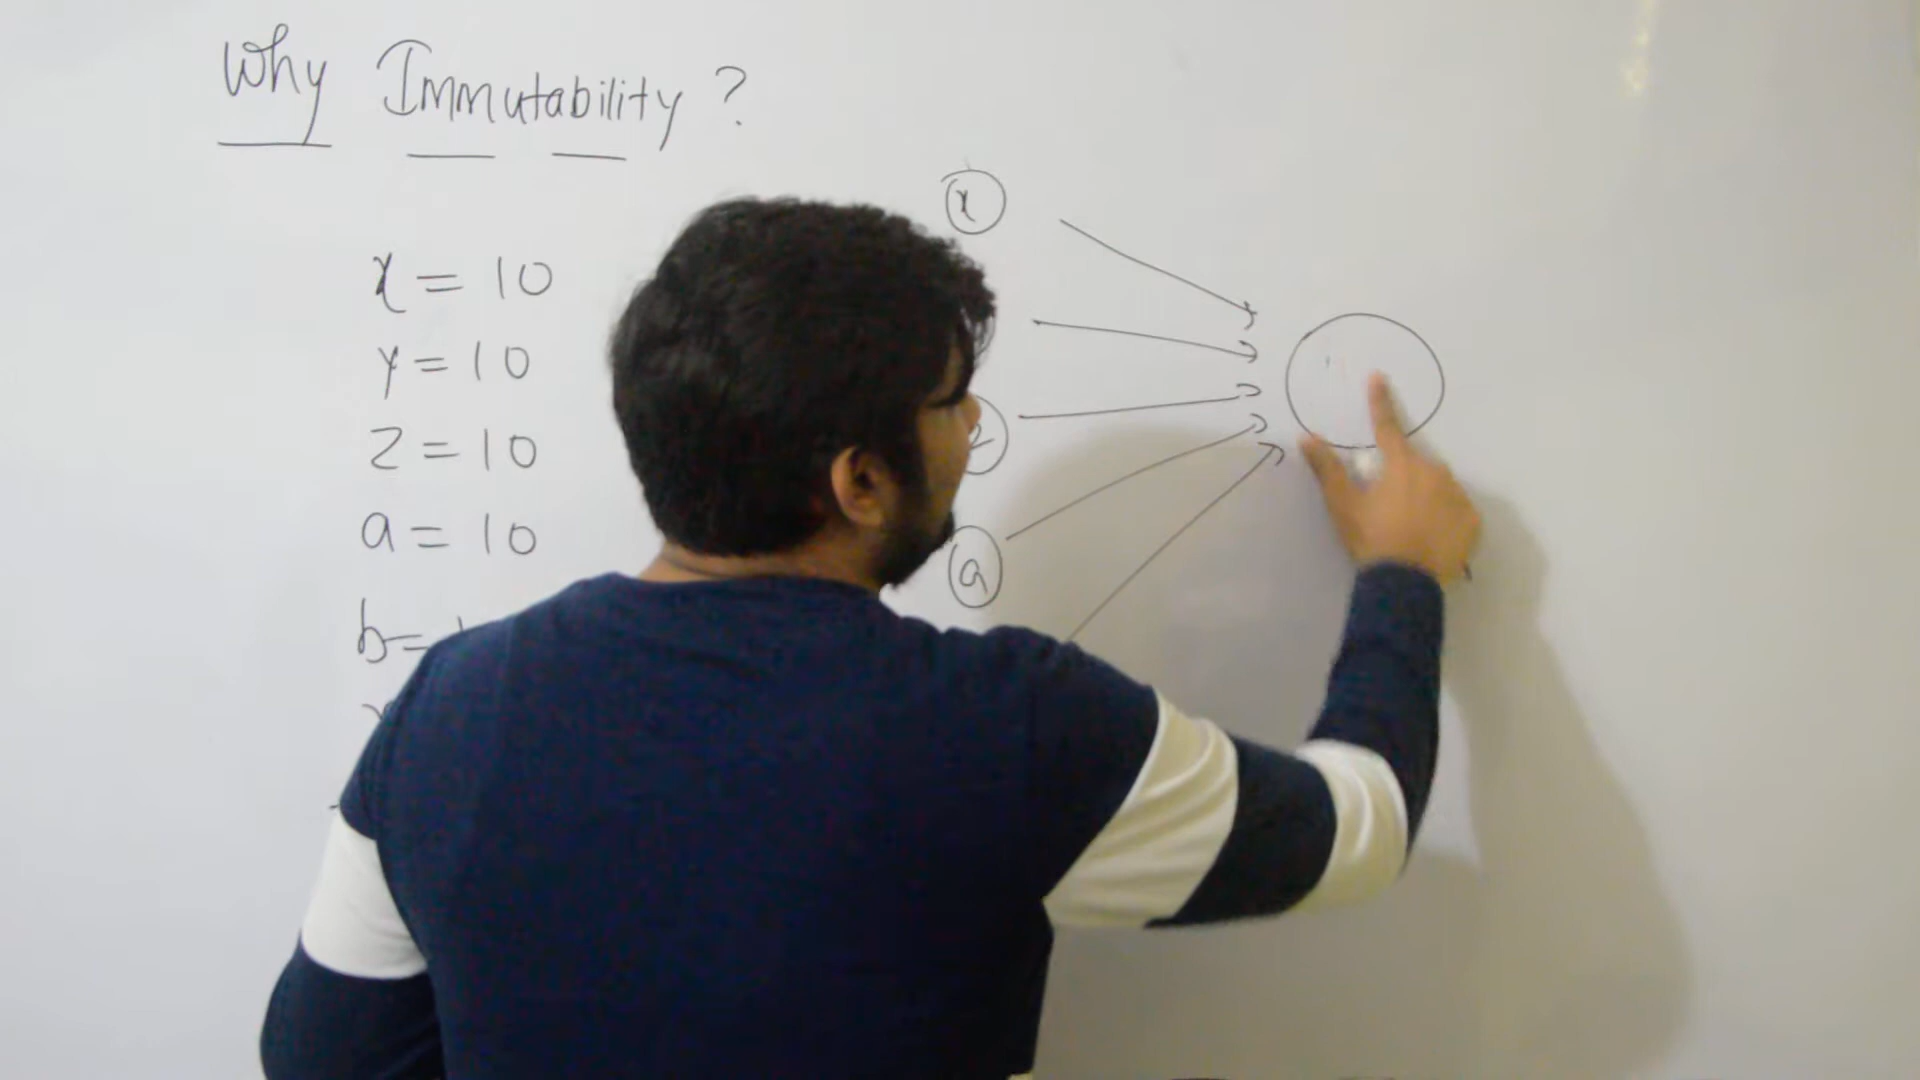 Why Immutability ?
x = 10
y = 10
z = 10
a = 10
b =
x
z
a